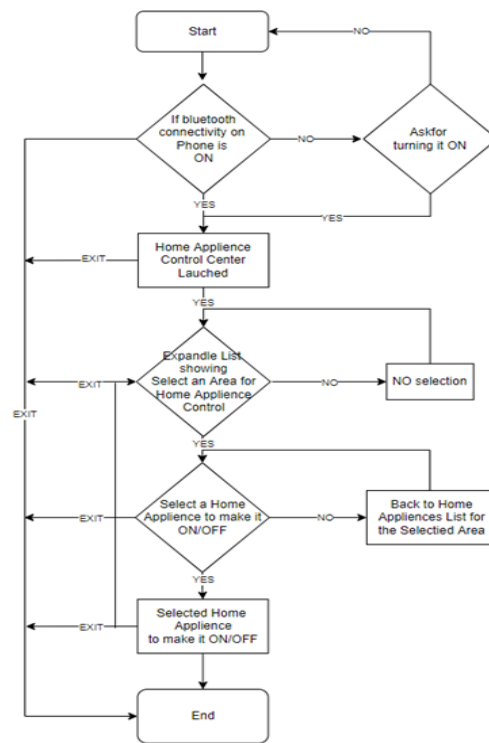 Start
NO
If bluetooth
connectivity on
Phone is
ON
NO
Askfor
turning it ON
YES
YES
Home Applience
Control Center
Lauched
EXIT
YES
Expandle List
showing
Select an Area for
Home Applience
Control
EXIT
NO
NO selection
EXIT
YES
Select a Home
Applience to make it
ON/OFF
EXIT
NO
Back to Home
Appliences List for
the Selectied Area
YES
Selected Home
Applience
to make it ON/OFF
EXIT
End